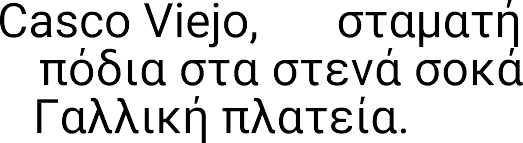 Casco Viejo, σταματή
πόδια στα στενά σοκά
Γαλλική πλατεία.